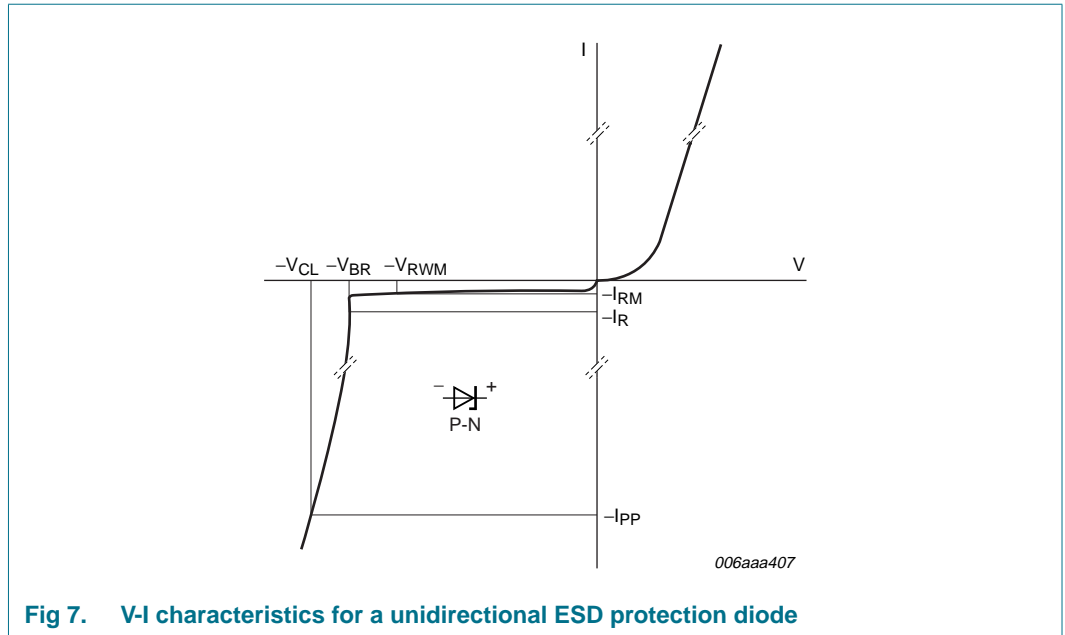 I
−VCL −VBR −VRWM
V
−IRM
−IR
− +
P-N
−IPP
006aaa407
Fig 7. V-I characteristics for a unidirectional ESD protection diode